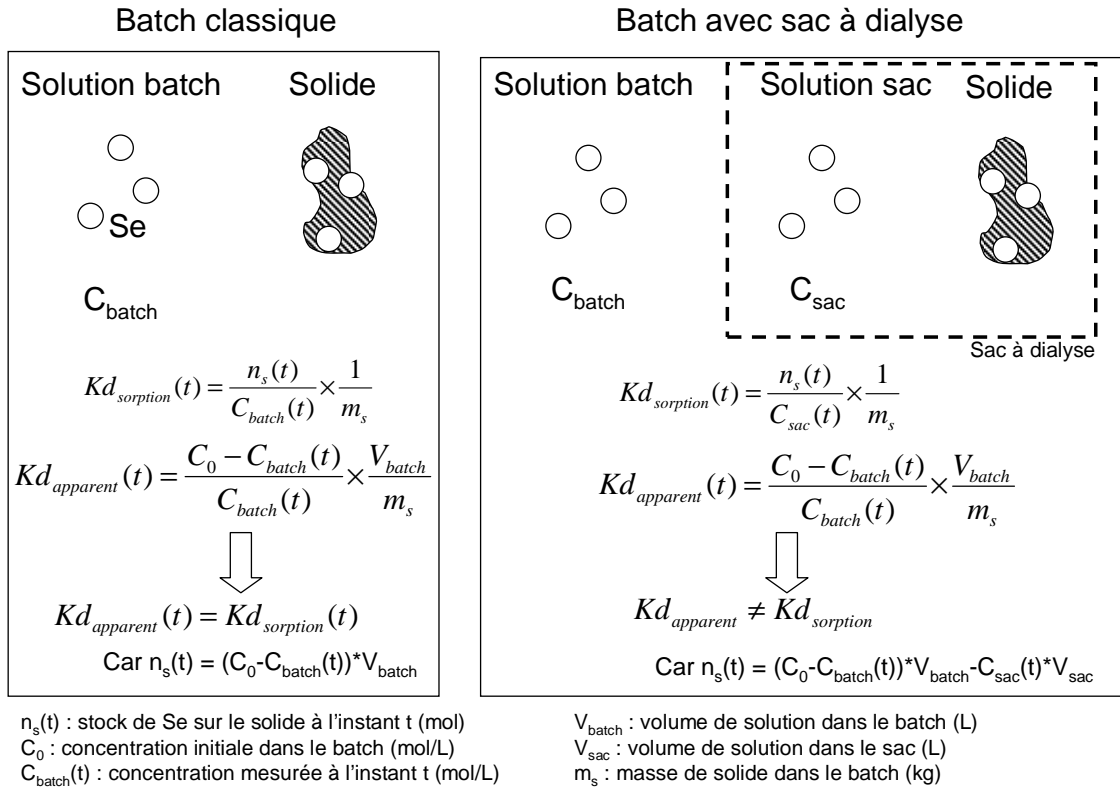 Batch classique
Solution batch Solide
Se
C_batch
Kd_sorption(t) = n_s(t) / C_batch(t) × 1 / m_s
Kd_apparent(t) = C_0 − C_batch(t) / C_batch(t) × V_batch / m_s
Kd_apparent(t) = Kd_sorption(t)
Car n_s(t) = (C_0-C_batch(t))*V_batch
Batch avec sac à dialyse
Solution batch Solution sac Solide
C_batch C_sac
Sac à dialyse
Kd_sorption(t) = n_s(t) / C_sac(t) × 1 / m_s
Kd_apparent(t) = C_0 − C_batch(t) / C_batch(t) × V_batch / m_s
Kd_apparent ≠ Kd_sorption
Car n_s(t) = (C_0-C_batch(t))*V_batch-C_sac(t)*V_sac
n_s(t) : stock de Se sur le solide à l'instant t (mol)
C_0 : concentration initiale dans le batch (mol/L)
C_batch(t) : concentration mesurée à l'instant t (mol/L)
V_batch : volume de solution dans le batch (L)
V_sac : volume de solution dans le sac (L)
m_s : masse de solide dans le batch (kg)